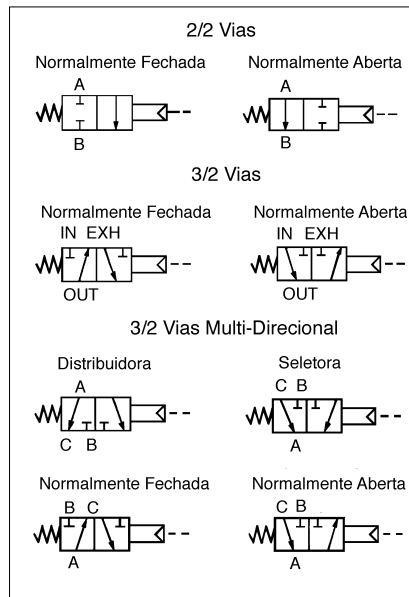 2/2 Vias
Normalmente Fechada Normalmente Aberta
A A
B B
3/2 Vias
Normalmente Fechada Normalmente Aberta
IN EXH IN EXH
OUT OUT
3/2 Vias Multi-Direcional
Distribuidora Seletora
A C B
C B A
Normalmente Fechada Normalmente Aberta
B C C B
A A